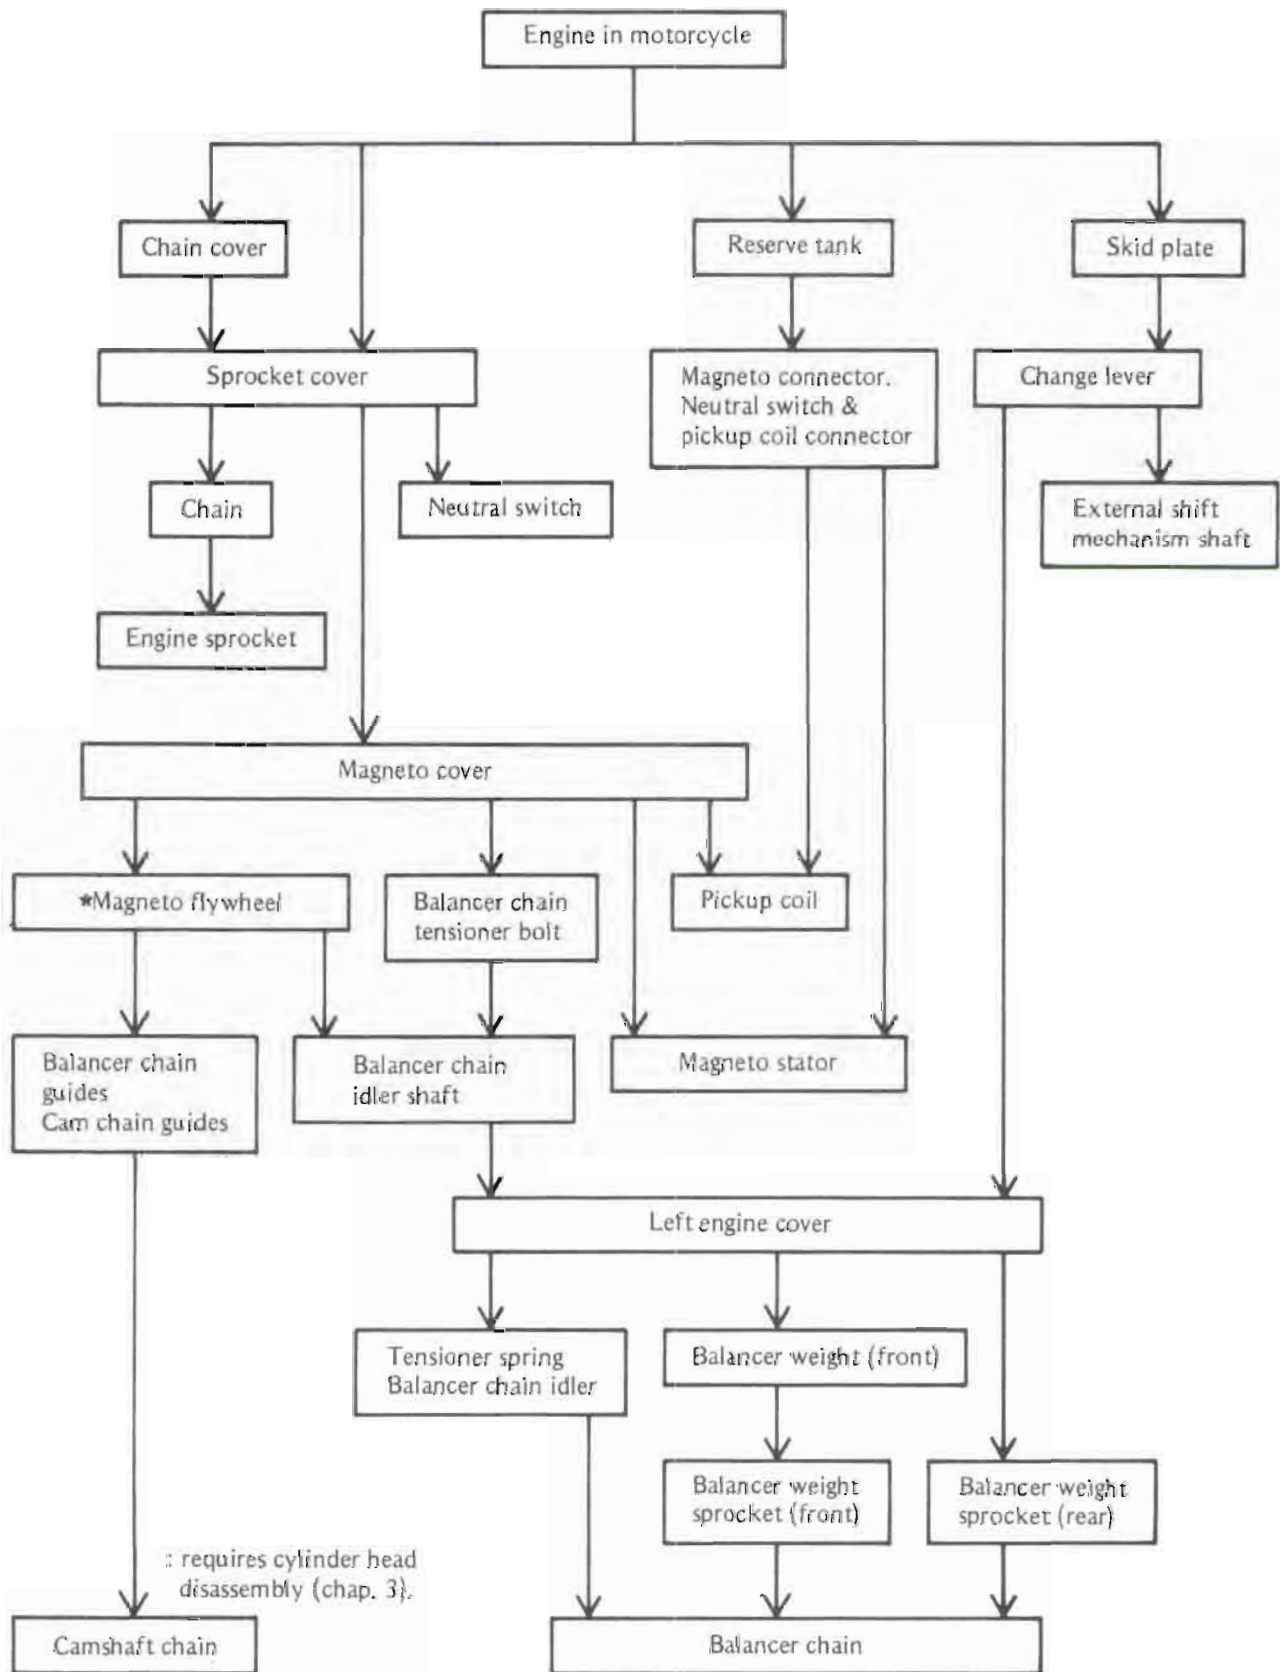 Engine in motorcycle
Chain cover
Reserve tank
Skid plate
Sprocket cover
Magneto connector.
Neutral switch &
pickup coil connector
Change lever
Chain
Neutral switch
External shift
mechanism shaft
Engine sprocket
Magneto cover
*Magneto flywheel
Balancer chain
tensioner bolt
Pickup coil
Balancer chain
guides
Cam chain guides
Balancer chain
idler shaft
Magneto stator
Left engine cover
Tensioner spring
Balancer chain idler
Balancer weight (front)
Balancer weight
sprocket (front)
Balancer weight
sprocket (rear)
: requires cylinder head
disassembly (chap. 3).
Camshaft chain
Balancer chain